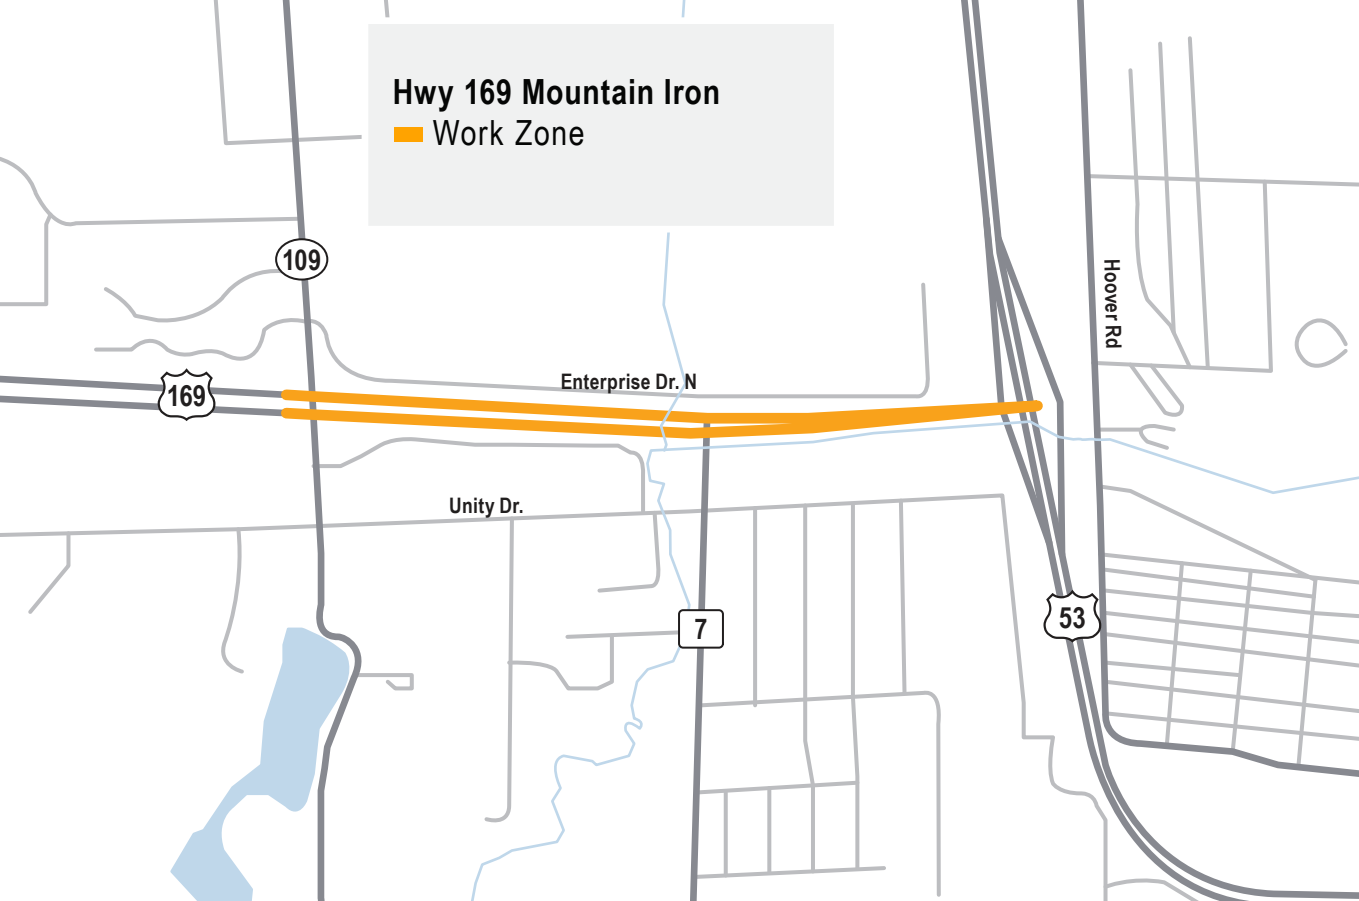 Hwy 169 Mountain Iron
Work Zone
109
Hoover Rd
169
Enterprise Dr. N
Unity Dr.
7
53